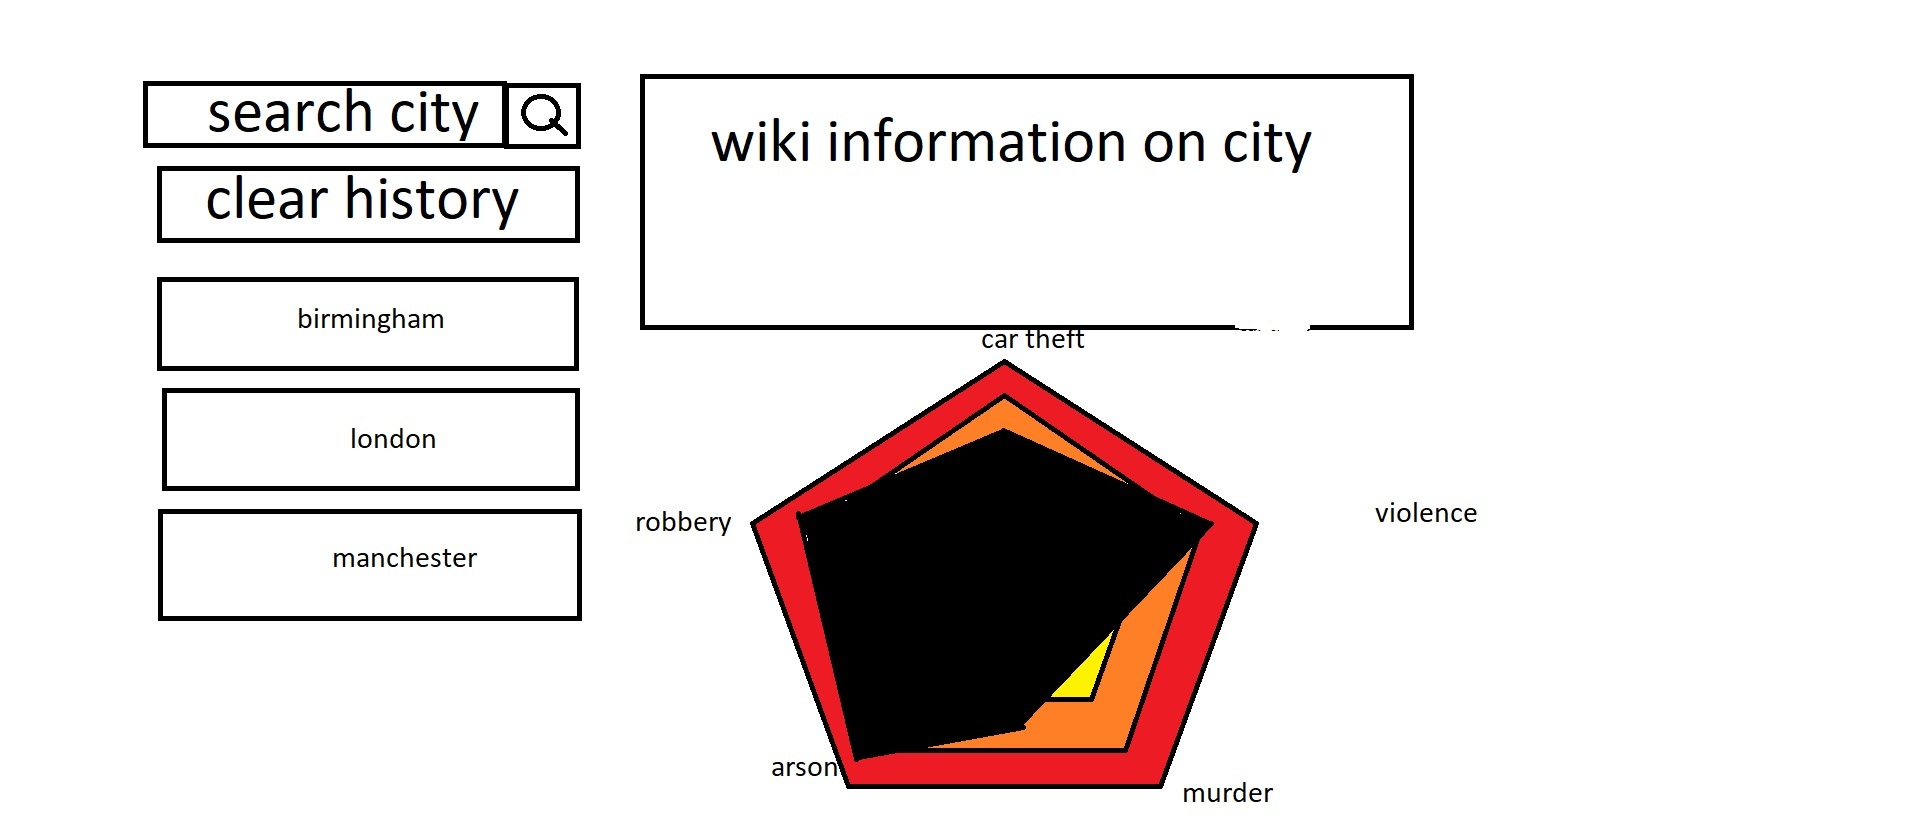 search city
clear history
birmingham
london
manchester
wiki information on city
car theft
robbery
violence
arson
murder